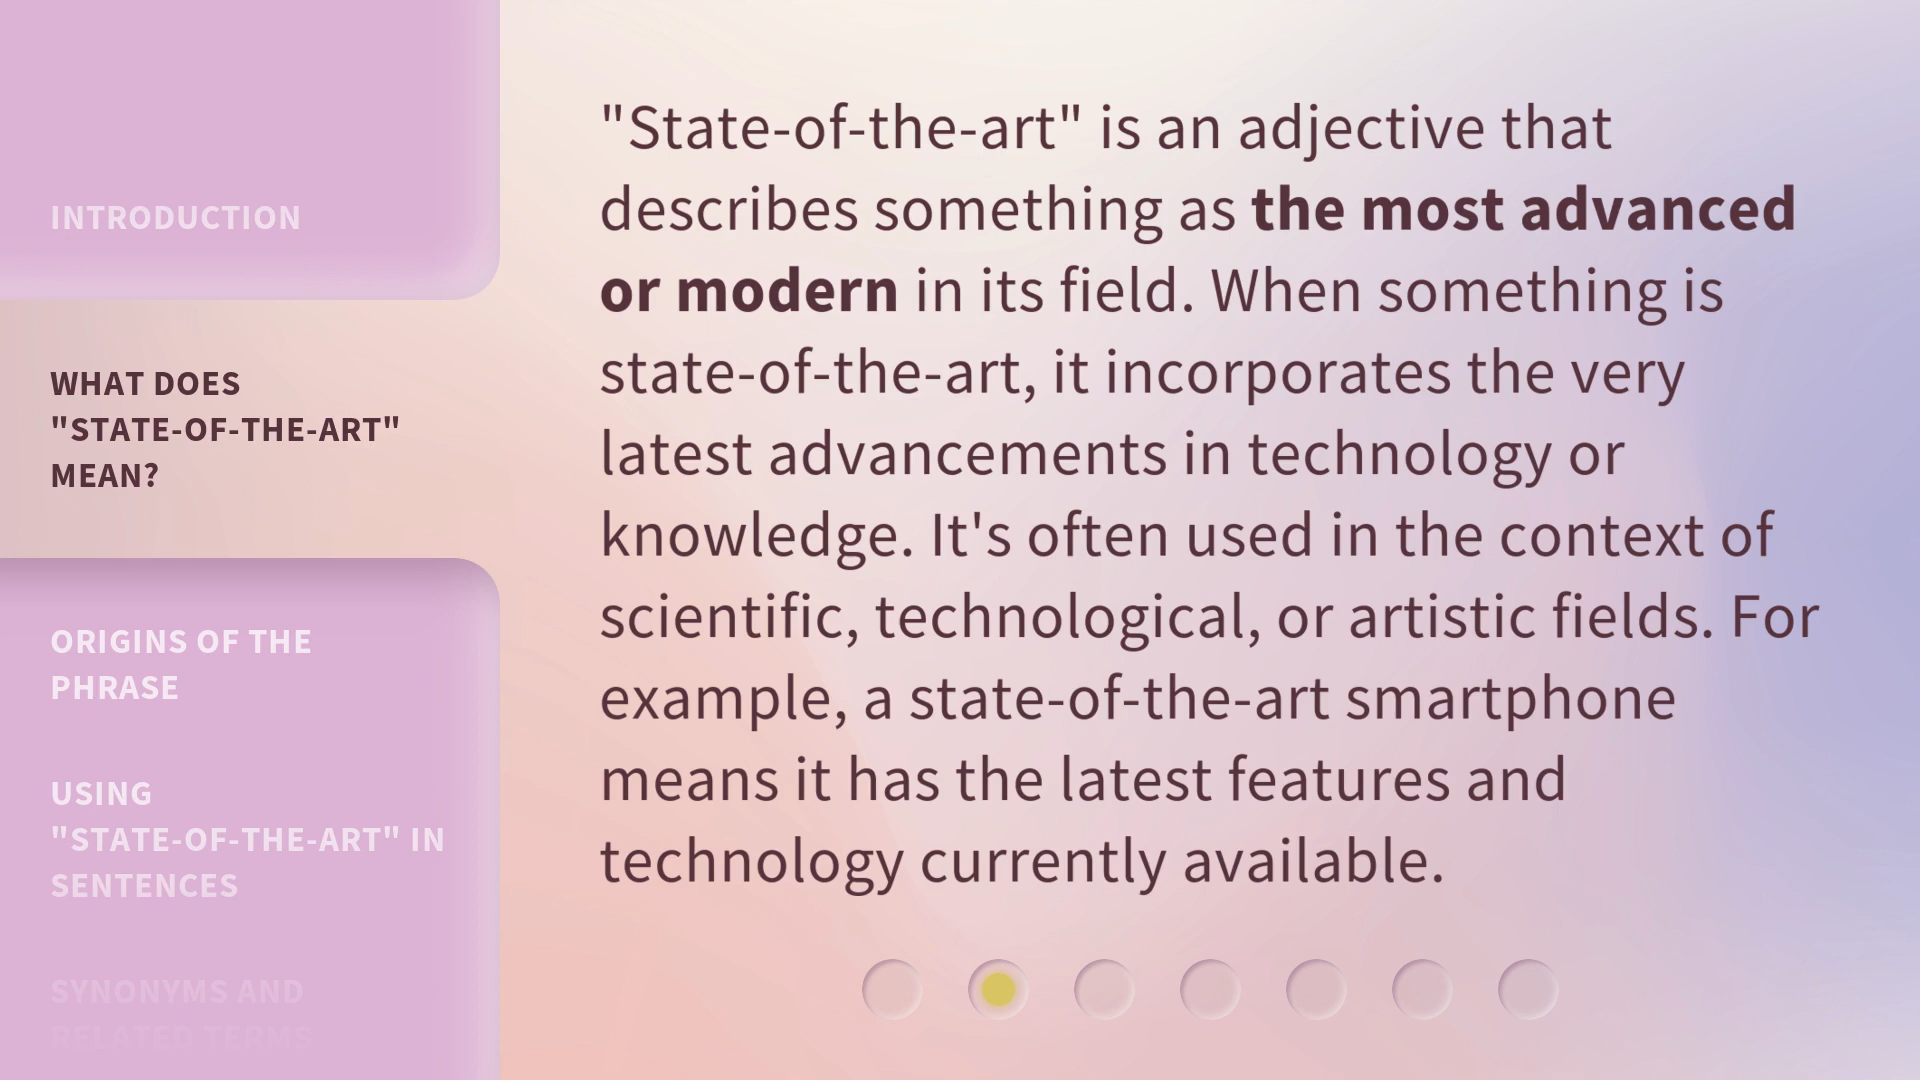 INTRODUCTION
WHAT DOES
"STATE-OF-THE-ART"
MEAN?
ORIGINS OF THE
PHRASE
USING
"STATE-OF-THE-ART" IN
SENTENCES
SYNONYMS AND
RELATED TERMS
"State-of-the-art" is an adjective that
describes something as the most advanced
or modern in its field. When something is
state-of-the-art, it incorporates the very
latest advancements in technology or
knowledge. It's often used in the context of
scientific, technological, or artistic fields. For
example, a state-of-the-art smartphone
means it has the latest features and
technology currently available.